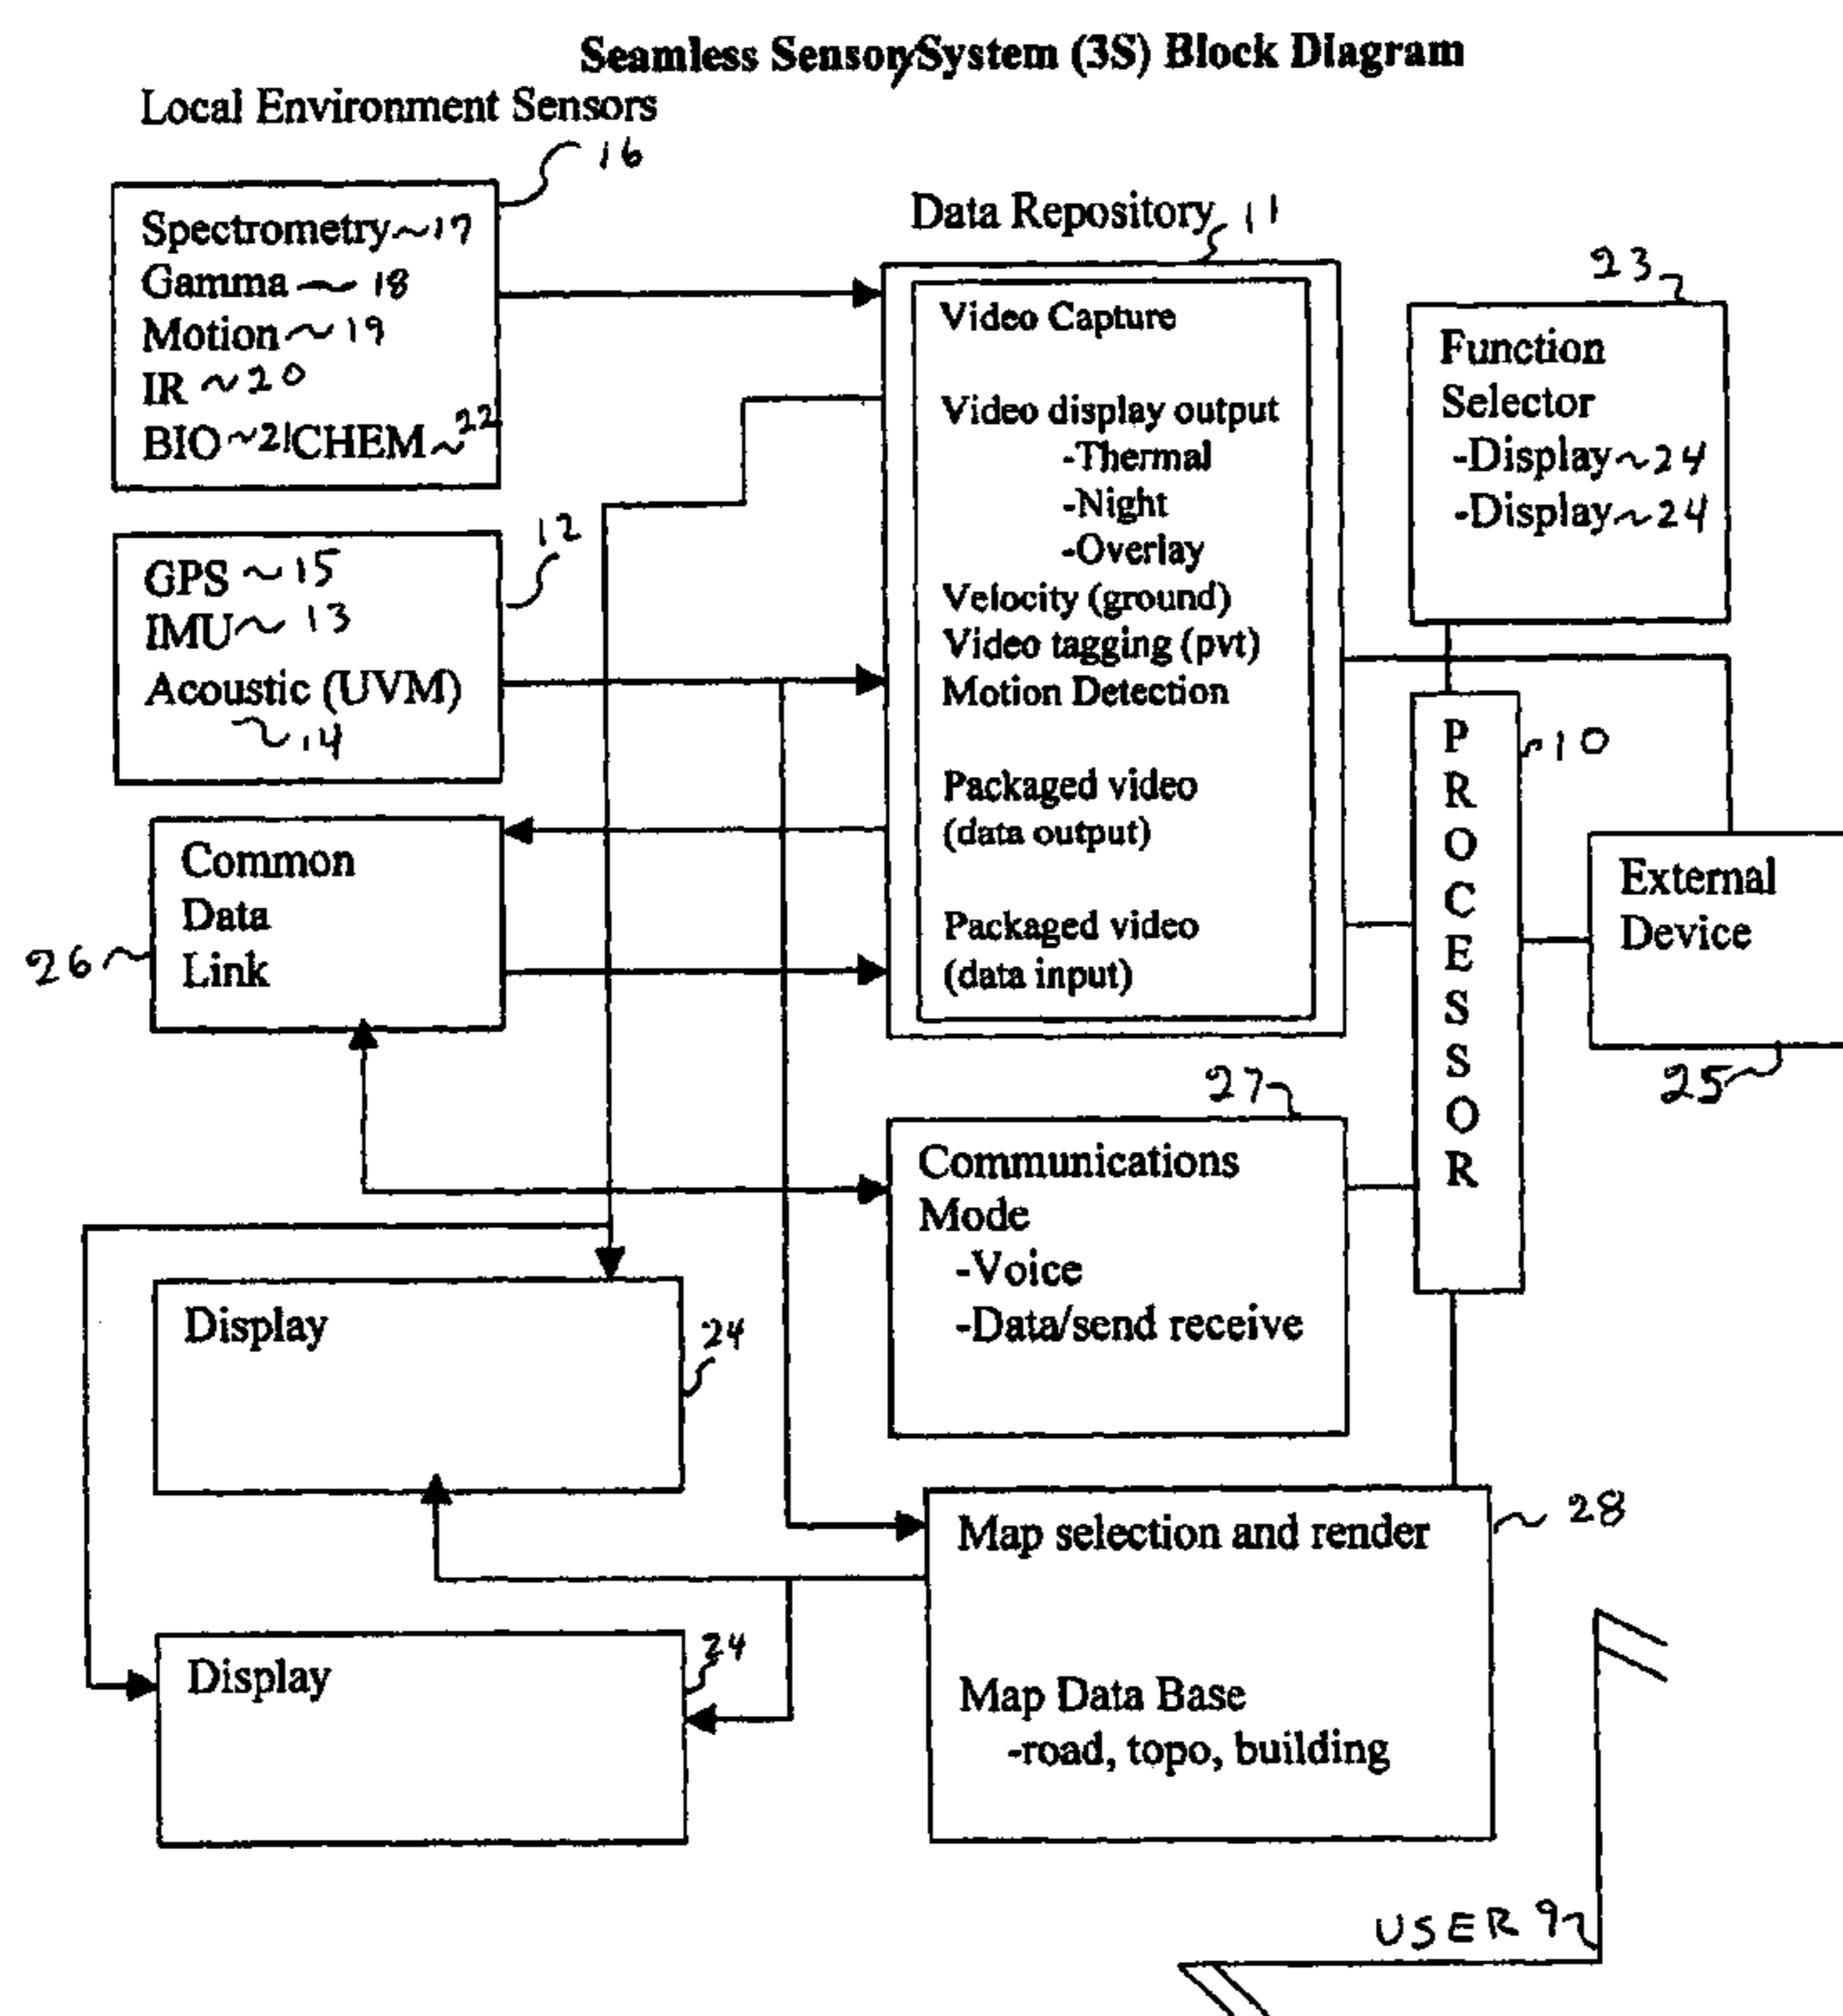 Seamless Sensory System (3S) Block Diagram
Local Environment Sensors
16
Spectrometry~17
Gamma ~ 18
Motion ~ 19
IR ~20
BIO ~21/CHEM ~22
GPS ~15
IMU~ 13
Acoustic (UVM)
~14
12
Common
Data
Link
26
Data Repository 11
Video Capture
Video display output
-Thermal
-Night
-Overlay
Velocity (ground)
Video tagging (pvt)
Motion Detection
Packaged video
(data output)
Packaged video
(data input)
23
Function
Selector
-Display~24
-Display~24
PROCESSOR
10
External
Device
25
27
Communications
Mode
-Voice
-Data/send receive
Display
24
Display
24
Map selection and render
Map Data Base
-road, topo, building
28
USER 9